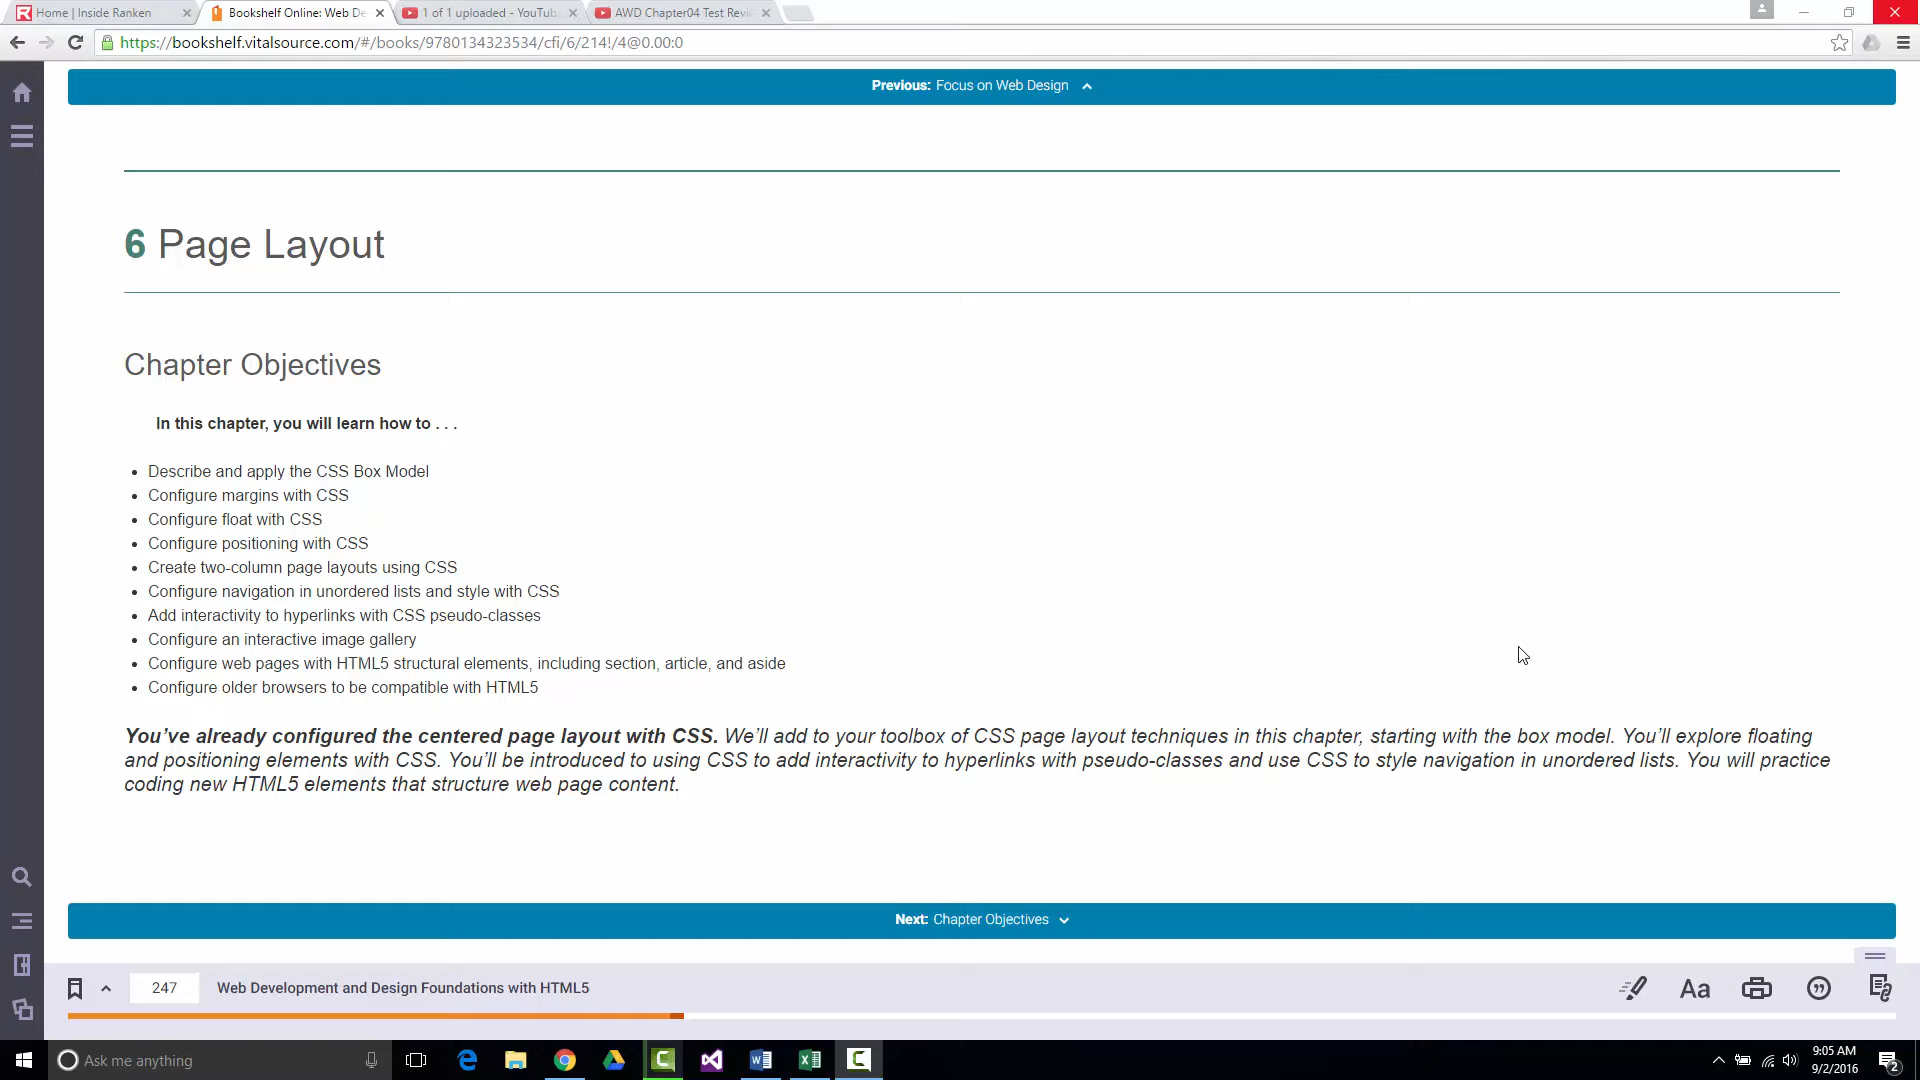 Home | Inside Ranken
Bookshelf Online: Web De
1 of 1 uploaded - YouTub
AWD Chapter04 Test Revi
https://bookshelf.vitalsource.com/#/books/9780134323534/cfi/6/214!/4@0.00:0
Previous: Focus on Web Design
6 Page Layout
Chapter Objectives
In this chapter, you will learn how to . . .
• Describe and apply the CSS Box Model
• Configure margins with CSS
• Configure float with CSS
• Configure positioning with CSS
• Create two-column page layouts using CSS
• Configure navigation in unordered lists and style with CSS
• Add interactivity to hyperlinks with CSS pseudo-classes
• Configure an interactive image gallery
• Configure web pages with HTML5 structural elements, including section, article, and aside
• Configure older browsers to be compatible with HTML5
You’ve already configured the centered page layout with CSS. We’ll add to your toolbox of CSS page layout techniques in this chapter, starting with the box model. You’ll explore floating
and positioning elements with CSS. You’ll be introduced to using CSS to add interactivity to hyperlinks with pseudo-classes and use CSS to style navigation in unordered lists. You will practice
coding new HTML5 elements that structure web page content.
Next: Chapter Objectives
247
Web Development and Design Foundations with HTML5
Aa
Ask me anything
9:05 AM
9/2/2016
2